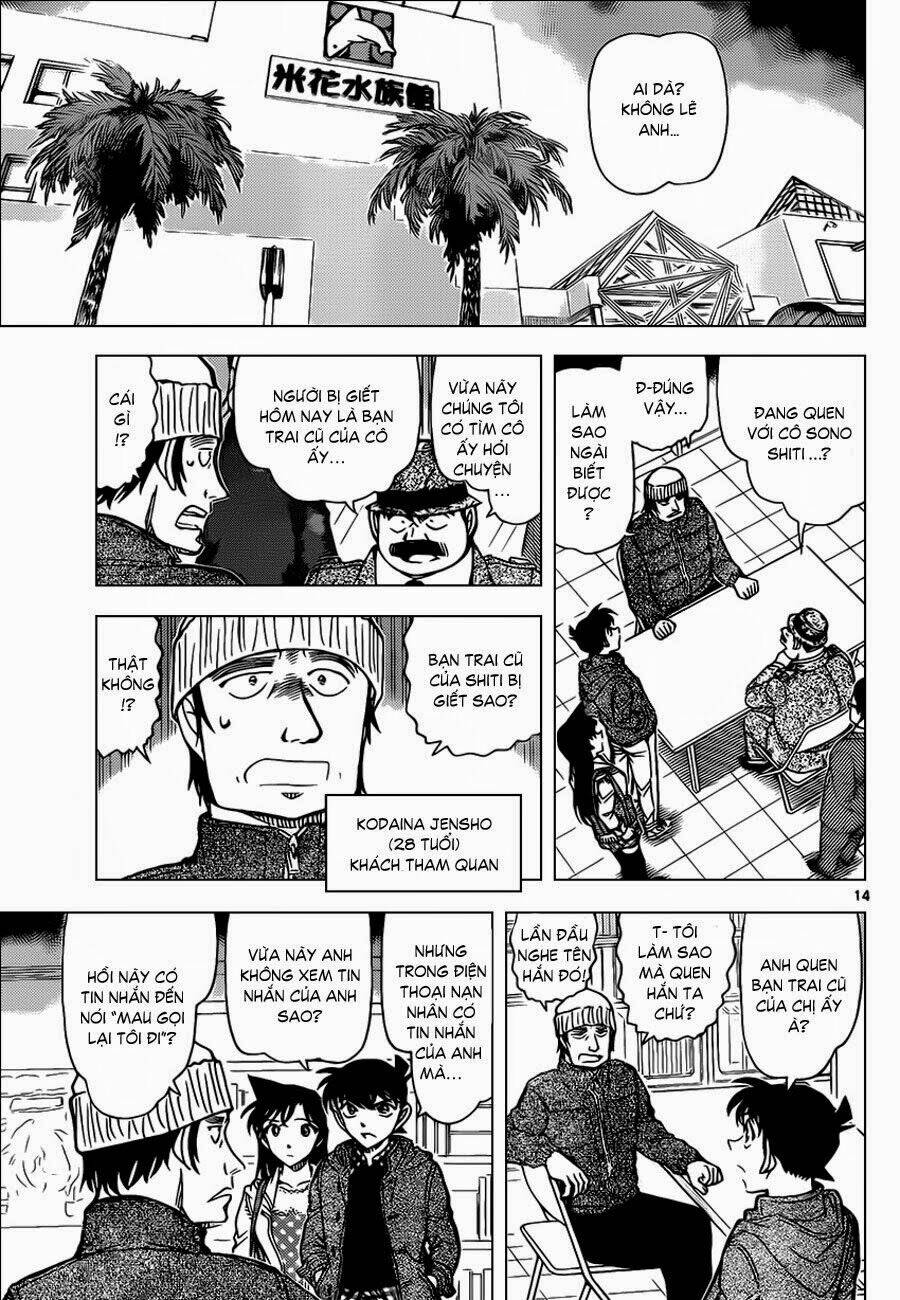 米花水族館
AI DÀ?
KHÔNG LẼ
ANH...
ĐANG QUEN
VỚI CÔ SONO
SHITI ...?
Đ-ĐÚNG
VẬY...
LÀM
SAO
NGÀI
BIẾT
ĐƯỢC
?
VỪA NÀY
CHÚNG TÔI
CÓ TÌM CÔ
ẤY HỎI
CHUYỆN
...
NGƯỜI BỊ GIẾT
HÔM NAY LÀ BẠN
TRAI CŨ CỦA CÔ
ẤY...
CÁI
GÌ
!?
BẠN TRAI CŨ
CỦA SHITI BỊ
GIẾT SAO?
THẬT
KHÔNG
!?
KODAINA JENSHO
(28 TUỔI)
KHÁCH THAM QUAN
14
ANH QUEN
BẠN TRAI CŨ
CỦA CHỊ ẤY
À?
T- TÔI
LÀM SAO
MÀ QUEN
HẮN TA
CHỨ?
LẦN ĐẦU
NGHE TÊN
HẮN ĐÓ!
NHƯNG
TRONG ĐIỆN
THOẠI NẠN
NHÂN CÓ
TIN NHẮN
CỦA ANH
MÀ...
VỪA NÀY ANH
KHÔNG XEM TIN
NHẮN CỦA ANH
SAO?
HỒI NÀY CÓ
TIN NHẮN ĐẾN
NÓI "MAU GỌI
LẠI TÔI ĐI"?